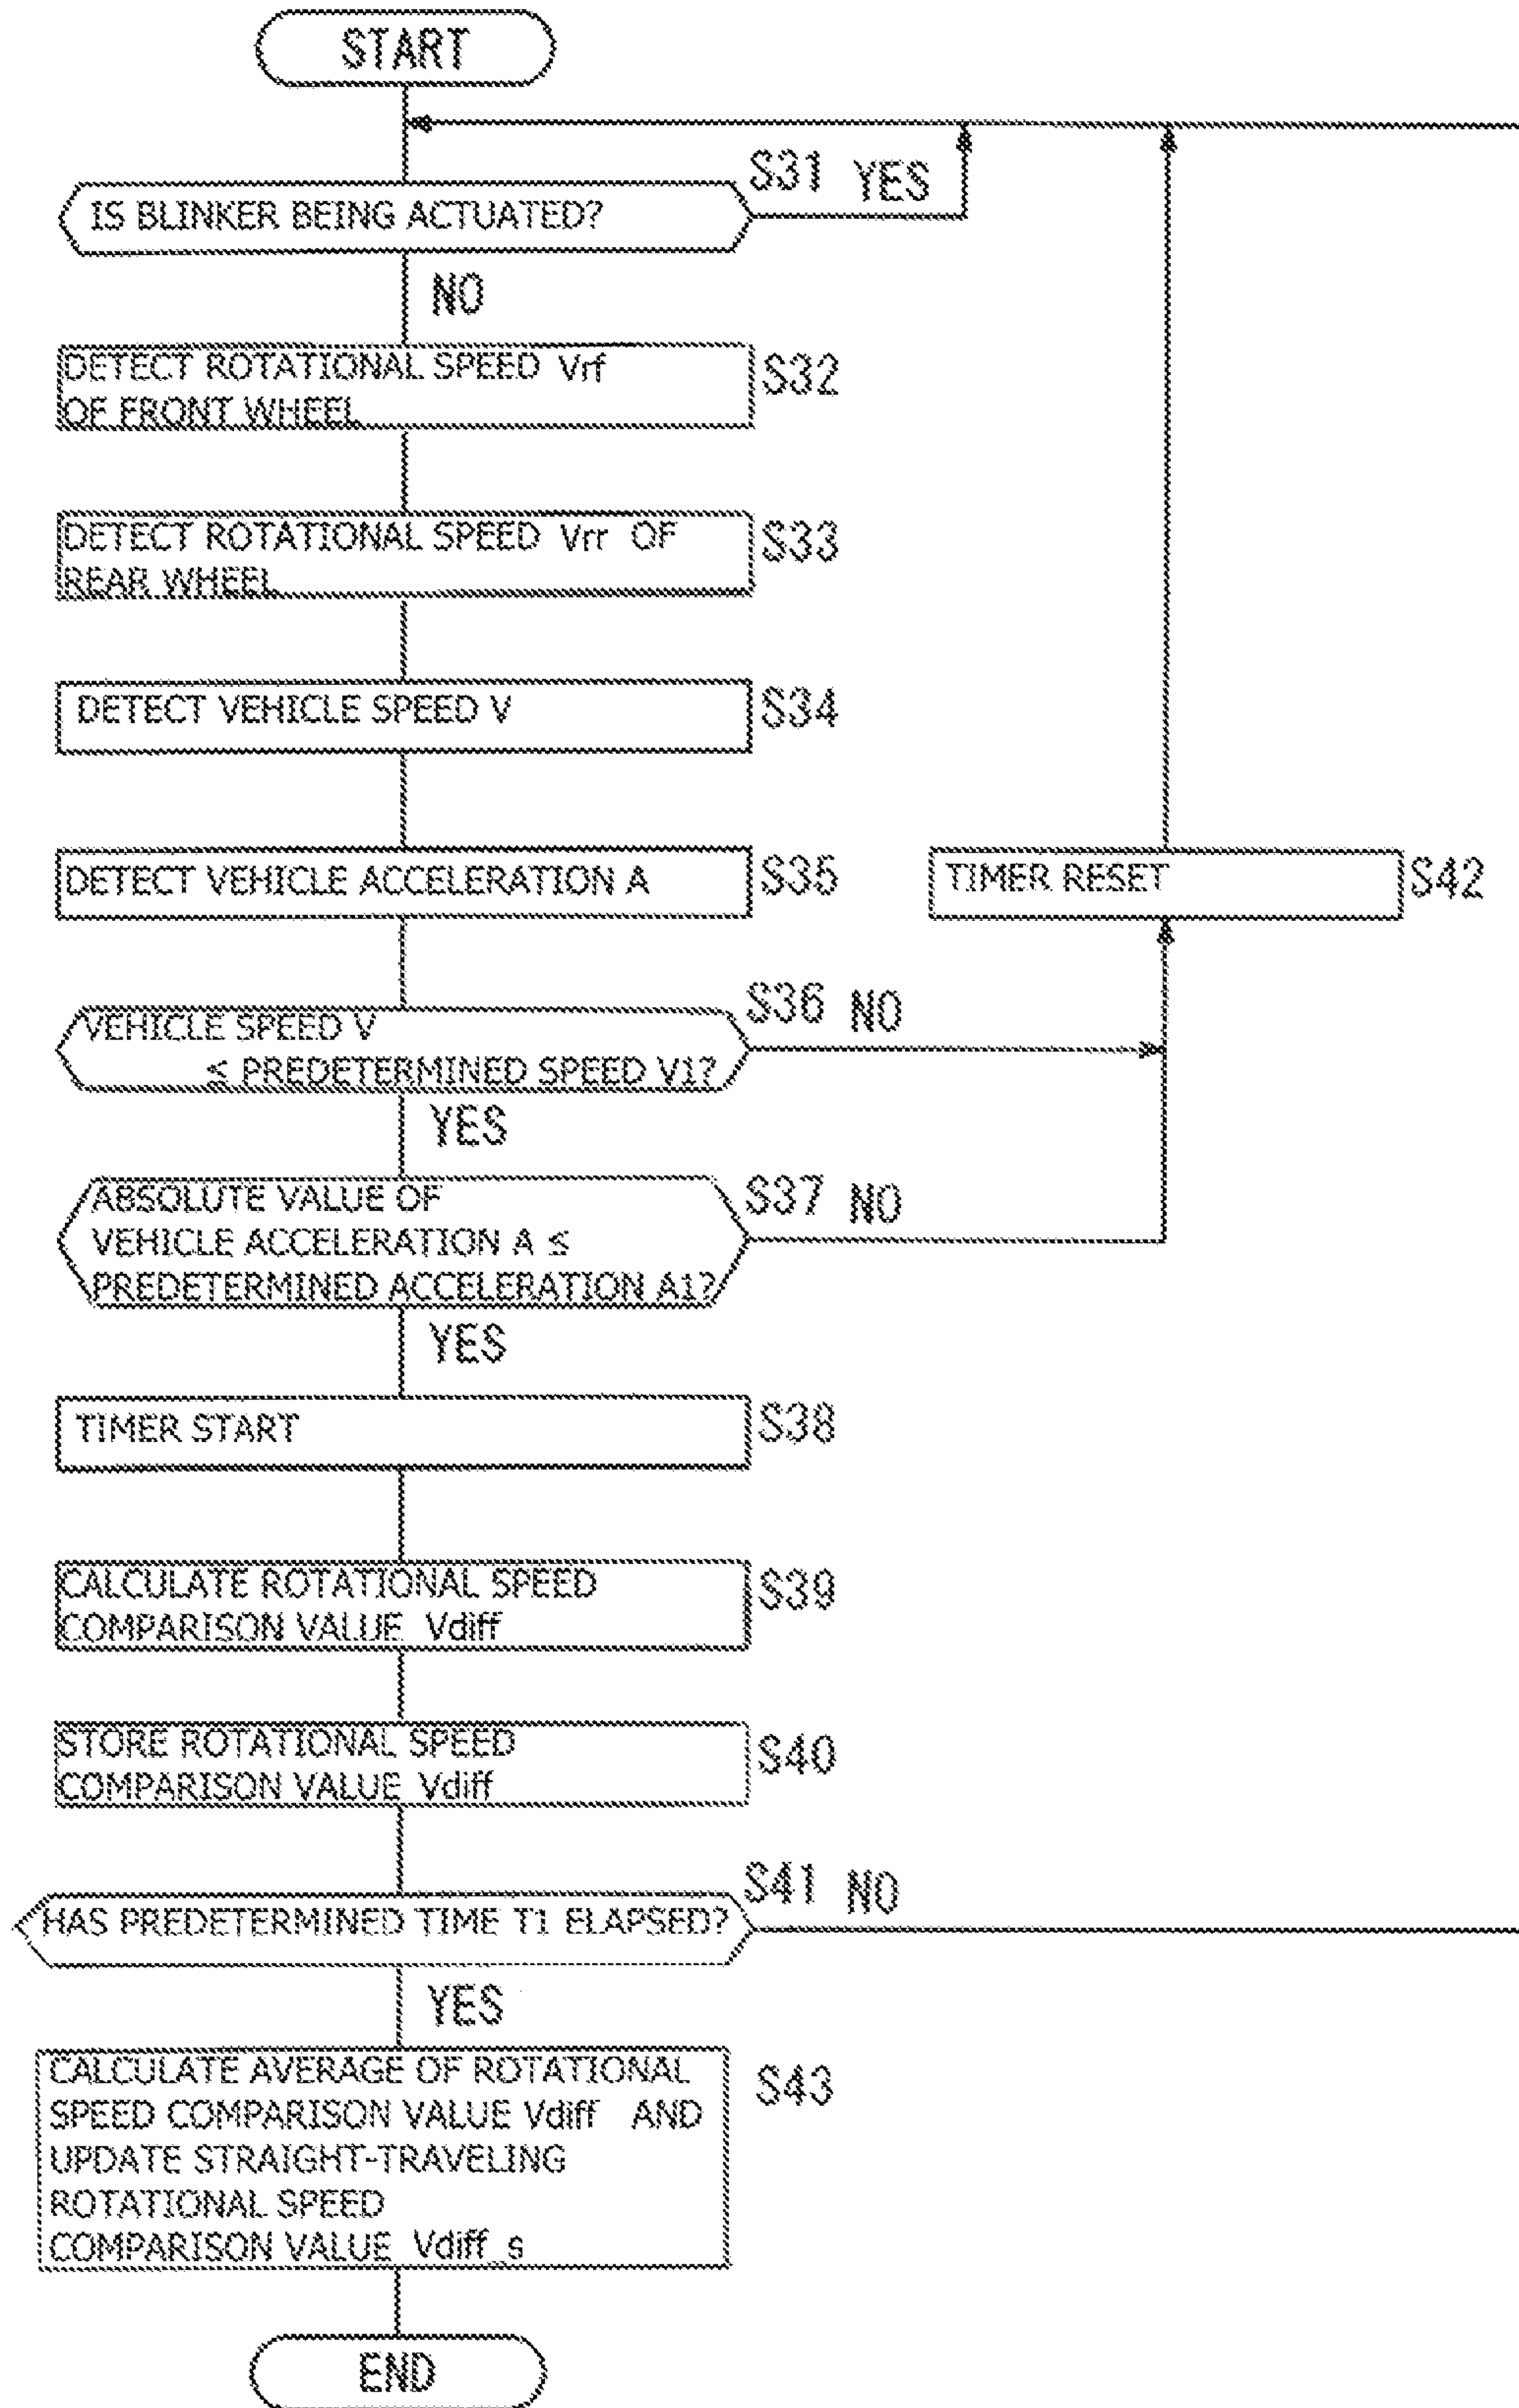 START
S31 YES
IS BLINKER BEING ACTUATED?
NO
DETECT ROTATIONAL SPEED Vrf
OF FRONT WHEEL
S32
DETECT ROTATIONAL SPEED Vrr OF
REAR WHEEL
S33
DETECT VEHICLE SPEED V
S34
DETECT VEHICLE ACCELERATION A
S35
TIMER RESET
S42
VEHICLE SPEED V
≤ PREDETERMINED SPEED V1?
S36 NO
YES
ABSOLUTE VALUE OF
VEHICLE ACCELERATION A ≤
PREDETERMINED ACCELERATION A1?
S37 NO
YES
TIMER START
S38
CALCULATE ROTATIONAL SPEED
COMPARISON VALUE Vdiff
S39
STORE ROTATIONAL SPEED
COMPARISON VALUE Vdiff
S40
HAS PREDETERMINED TIME T1 ELAPSED?
S41 NO
YES
CALCULATE AVERAGE OF ROTATIONAL
SPEED COMPARISON VALUE Vdiff AND
UPDATE STRAIGHT-TRAVELING
ROTATIONAL SPEED
COMPARISON VALUE Vdiff_s
S43
END